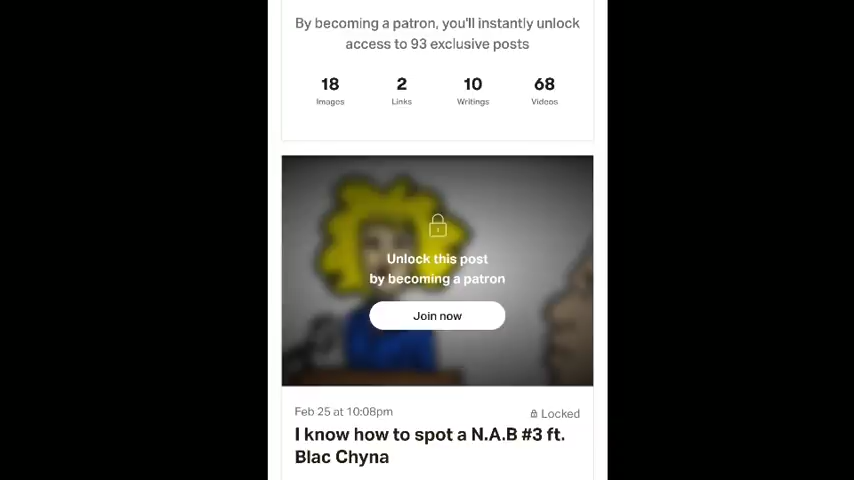 By becoming a patron, you'll instantly unlock
access to 93 exclusive posts
18 2 10 68
Images Links Writings Videos
Unlock this post
by becoming a patron
Join now
Feb 25 at 10:08pm Locked
I know how to spot a N.A.B #3 ft.
Blac Chyna